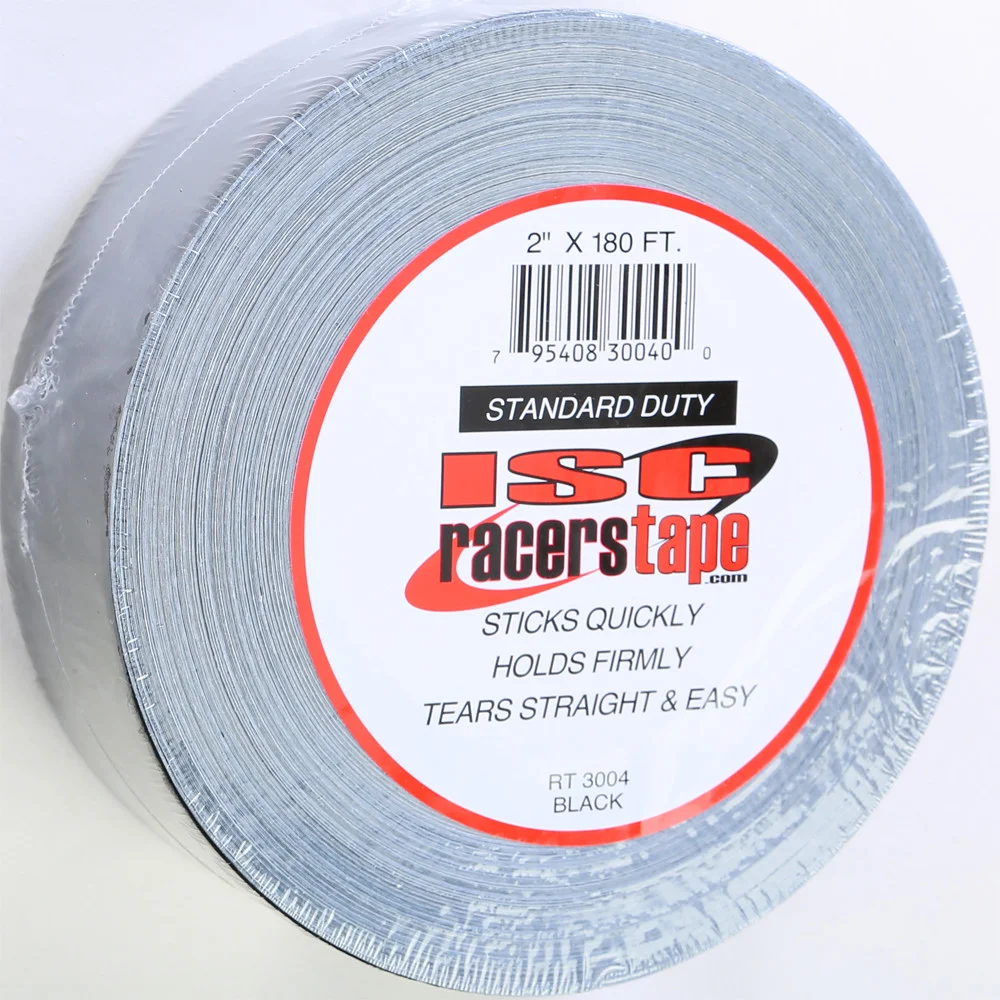 2" X 180 FT.
7 95408 30040 0
STANDARD DUTY
ISC
racerstape
.com
STICKS QUICKLY
HOLDS FIRMLY
TEARS STRAIGHT & EASY
RT 3004
BLACK